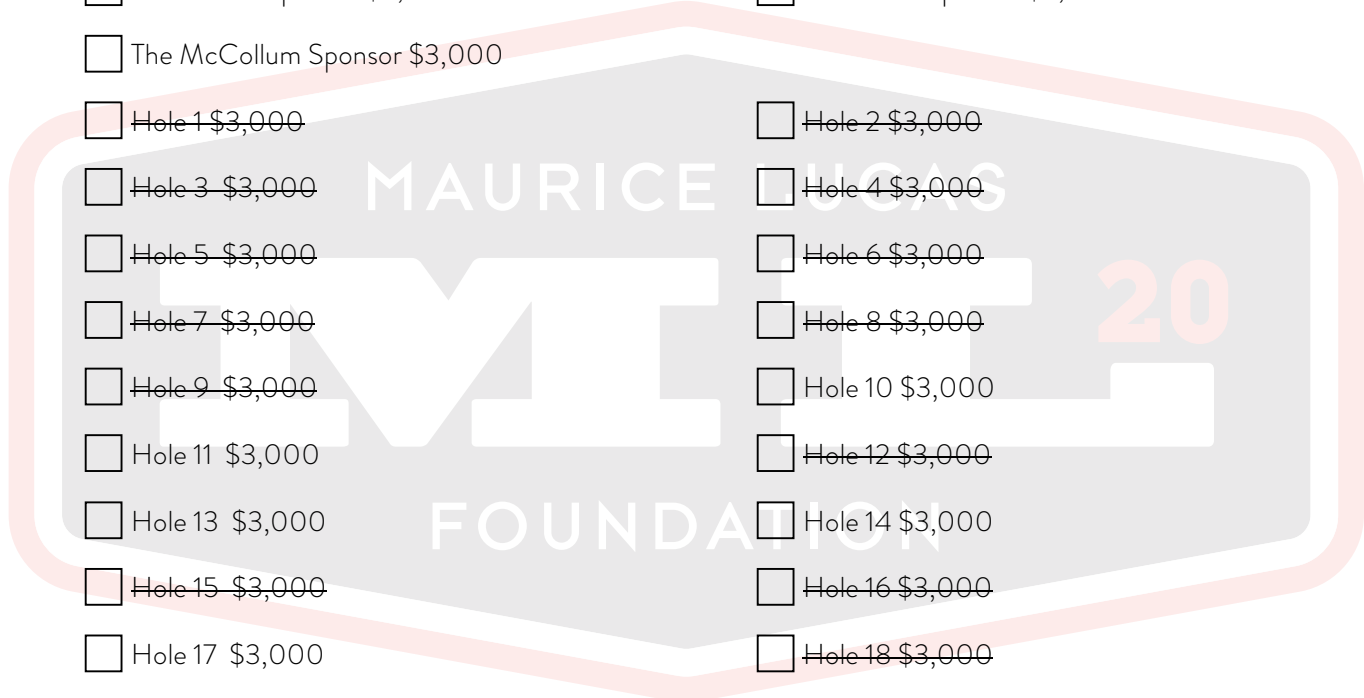 The McCollum Sponsor $3,000
Hole 1 $3,000
Hole 2 $3,000
Hole 3 $3,000
Hole 4 $3,000
Hole 5 $3,000
Hole 6 $3,000
Hole 7 $3,000
Hole 8 $3,000
Hole 9 $3,000
Hole 10 $3,000
Hole 11 $3,000
Hole 12 $3,000
Hole 13 $3,000
Hole 14 $3,000
Hole 15 $3,000
Hole 16 $3,000
Hole 17 $3,000
Hole 18 $3,000
MAURICE LUCAS
ML 20
FOUNDATION